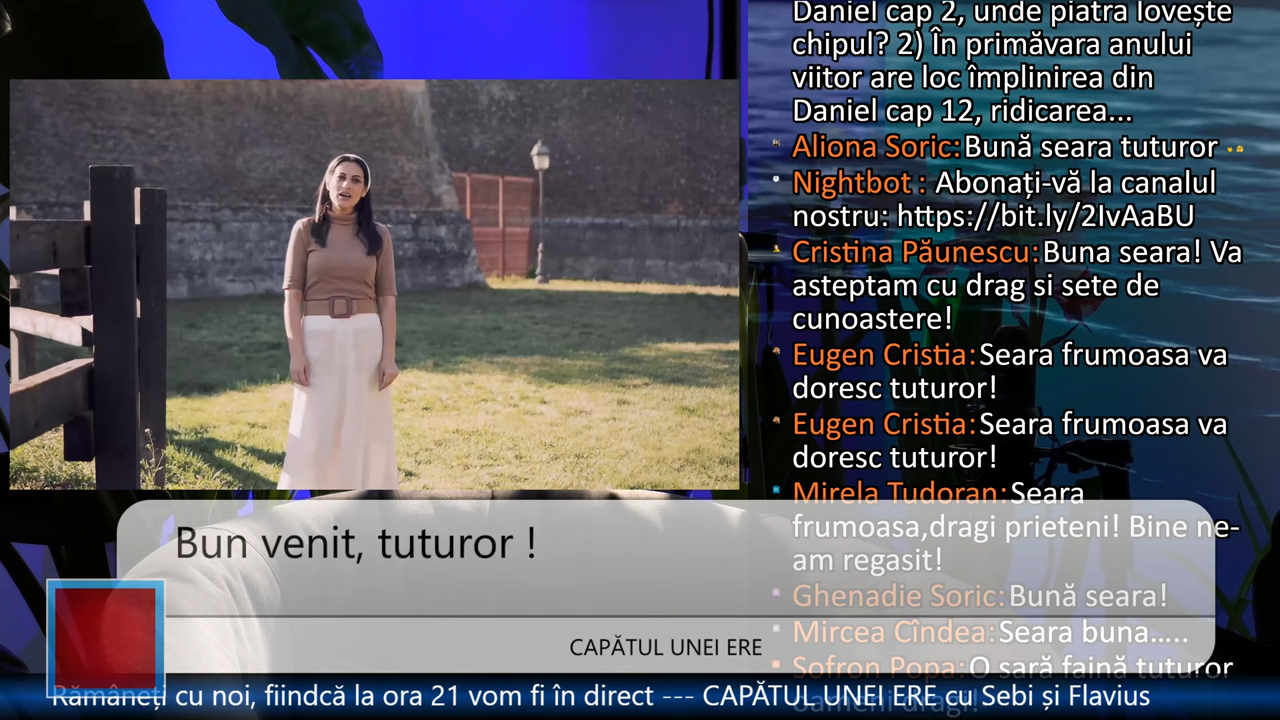 Daniel cap 2, unde piatra lovește
chipul? 2) În primăvara anului
viitor are loc împlinirea din
Daniel cap 12, ridicarea...
Aliona Soric: Bună seara tuturor
Nightbot : Abonați-vă la canalul
nostru: https://bit.ly/2IvAaBU
Cristina Păunescu: Buna seara! Va
asteptam cu drag si sete de
cunoastere!
Eugen Cristia: Seara frumoasa va
doresc tuturor!
Eugen Cristia: Seara frumoasa va
doresc tuturor!
Mirela Tudoran: Seara
frumoasa,dragi prieteni! Bine ne-
am regasit!
Ghenadie Soric: Bună seara!
Mircea Cîndea: Seara buna.....
Sofron Popa: O sară faină tuturor
oameni dragi!
Bun venit, tuturor !
CAPĂTUL UNEI ERE
Rămâneți cu noi, fiindcă la ora 21 vom fi în direct --- CAPĂTUL UNEI ERE cu Sebi și Flavius